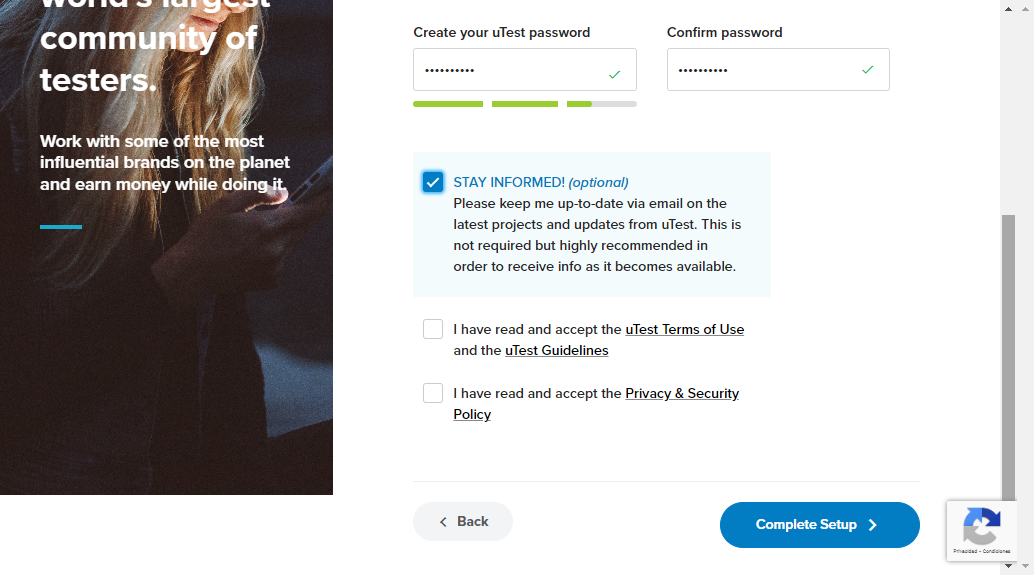 world's largest
community of
testers.
Work with some of the most
influential brands on the planet
and earn money while doing it.
Create your uTest password
Confirm password
••••••••••
••••••••••
STAY INFORMED! (optional)
Please keep me up-to-date via email on the
latest projects and updates from uTest. This is
not required but highly recommended in
order to receive info as it becomes available.
I have read and accept the uTest Terms of Use
and the uTest Guidelines
I have read and accept the Privacy & Security
Policy
Back
Complete Setup
Privacidad - Condiciones